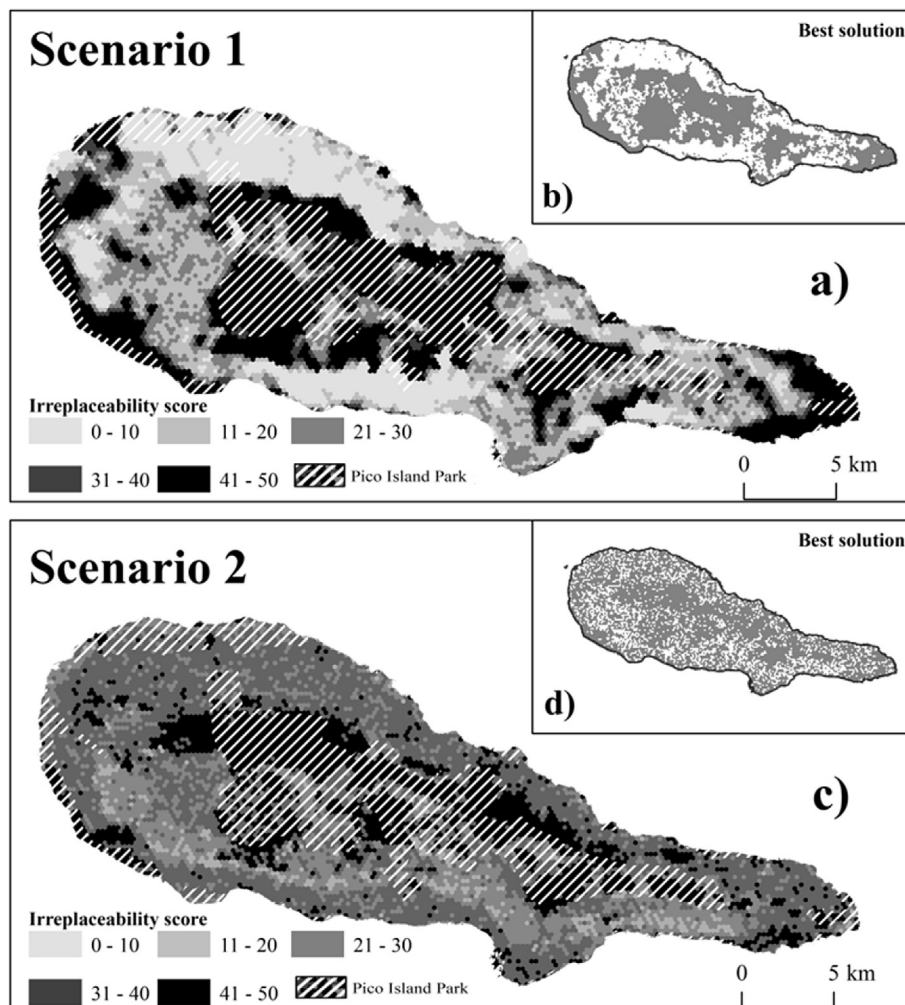 Scenario 1
Best solution
b)
a)
Irreplaceability score
0 - 10
11 - 20
21 - 30
31 - 40
41 - 50
Pico Island Park
0
5 km
Scenario 2
Best solution
d)
c)
Irreplaceability score
0 - 10
11 - 20
21 - 30
31 - 40
41 - 50
Pico Island Park
0
5 km